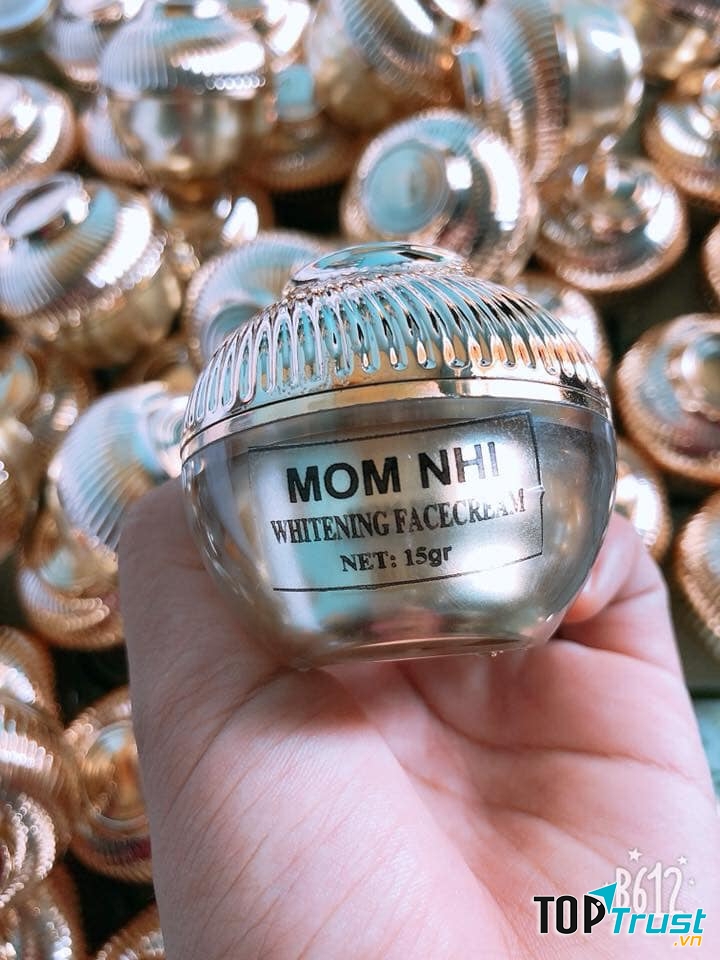 MOM NHI
WHITENING FACECREAM
NET: 15gr
B612
TOPTrust
.vn